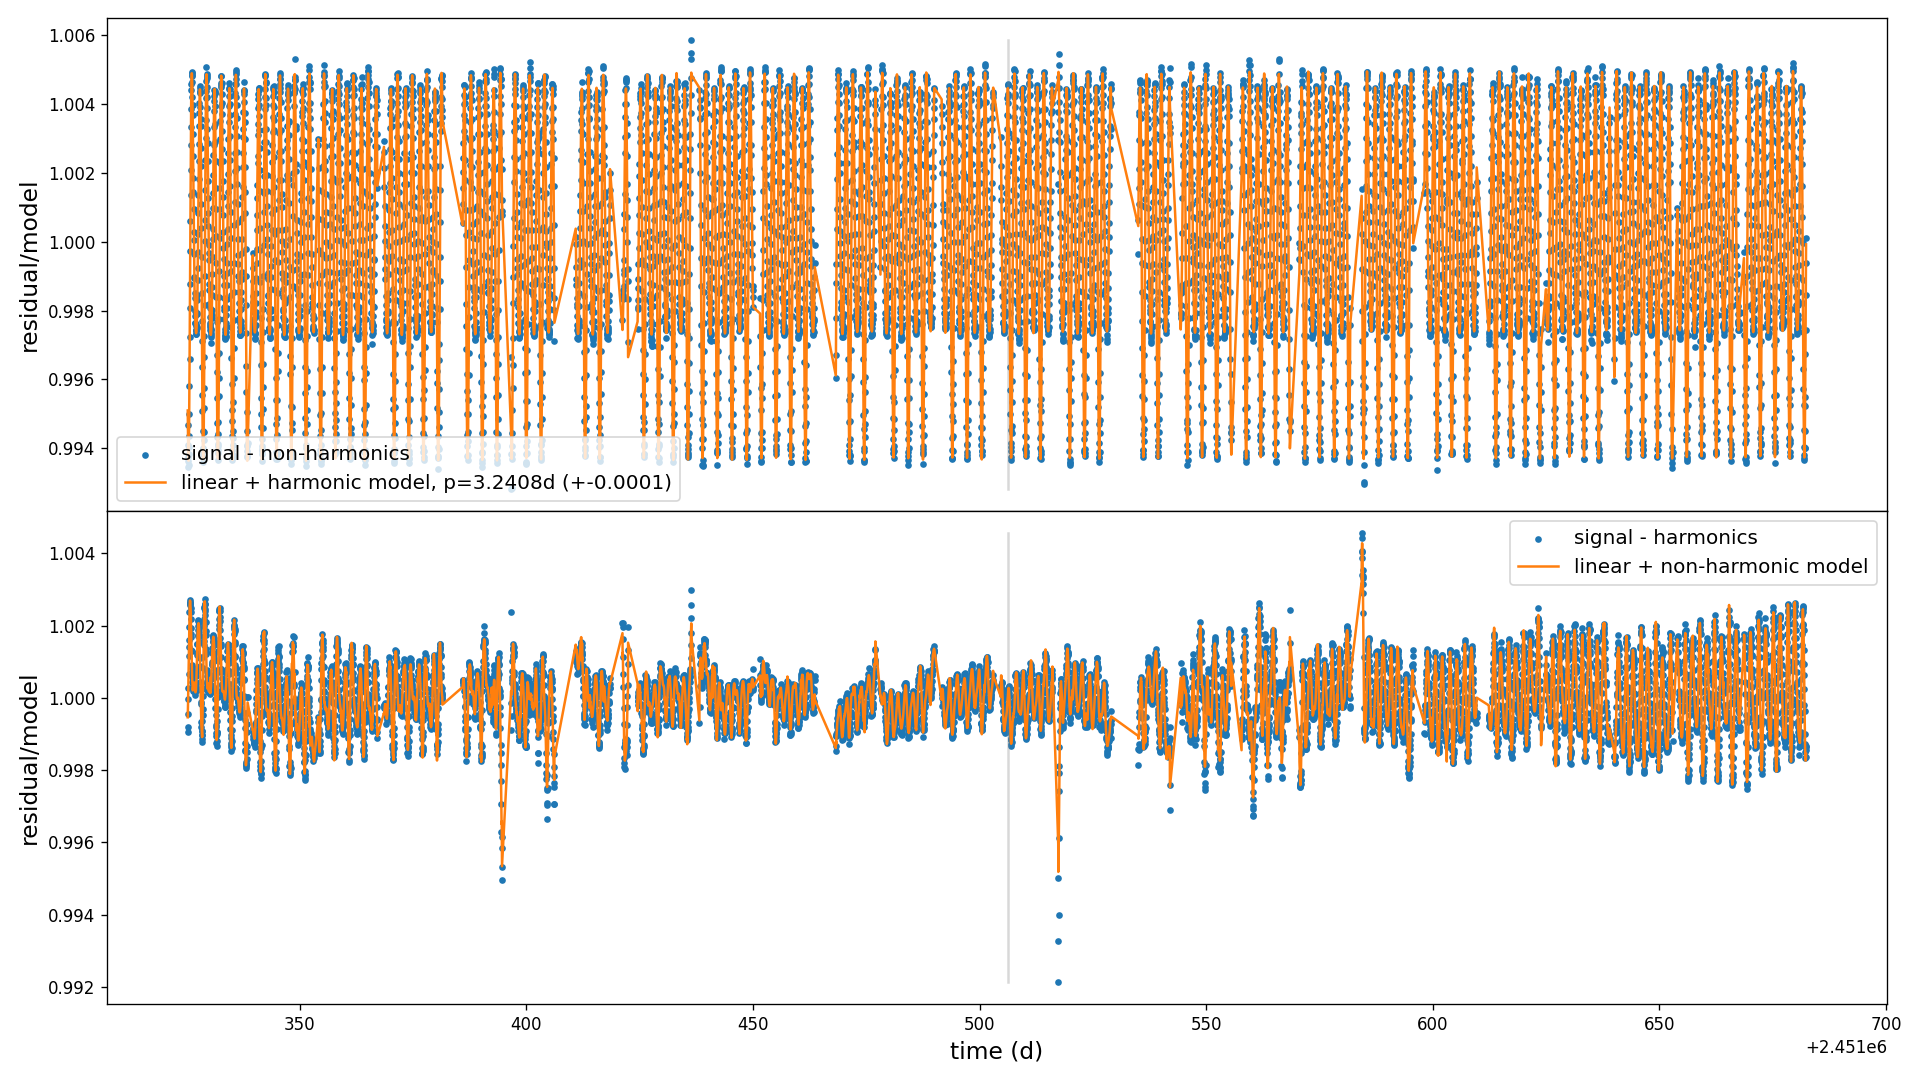 1.006
1.004
1.002
1.000
0.998
0.996
0.994
residual/model
signal - non-harmonics
linear + harmonic model, p=3.2408d (+-0.0001)
1.004
1.002
1.000
0.998
0.996
0.994
0.992
residual/model
signal - harmonics
linear + non-harmonic model
350 400 450 500 550 600 650 700
time (d)
+2.451e6